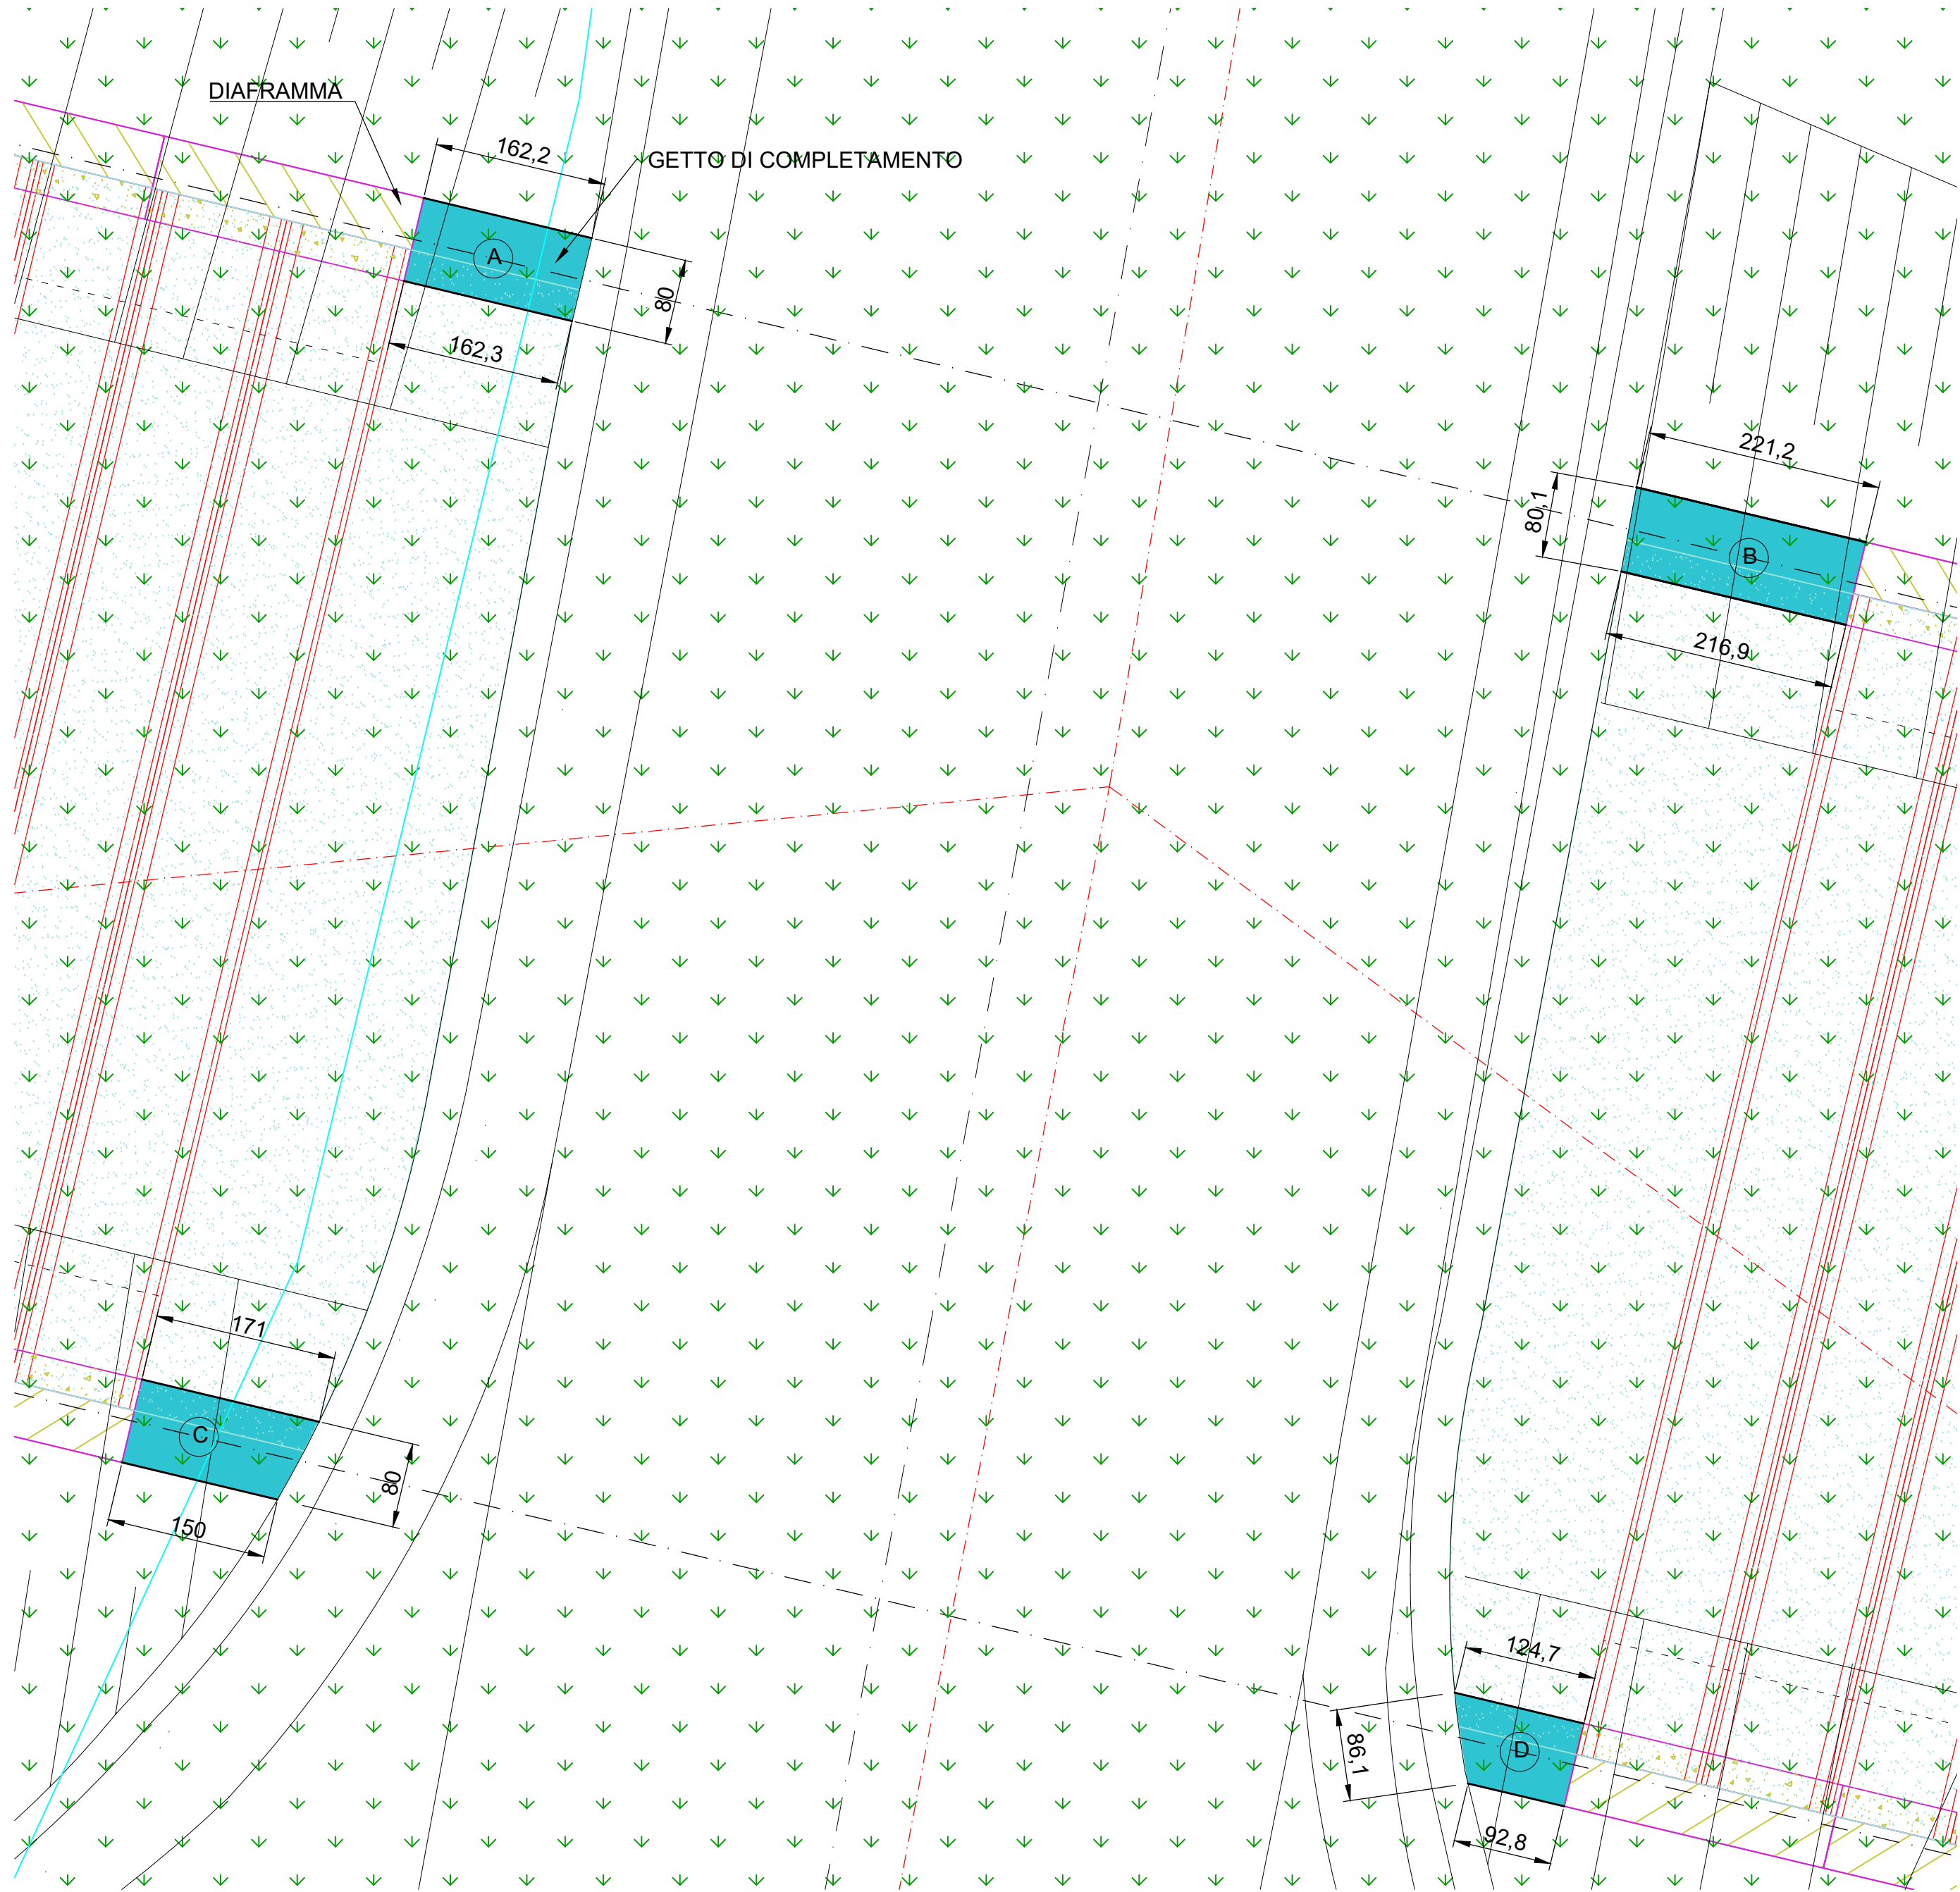 DIAFRAMMA
162,2
GETTO DI COMPLETAMENTO
A
80
162,3
221,2
80,1
B
216,9
171
C
80
150
124,7
86,1
D
92,8